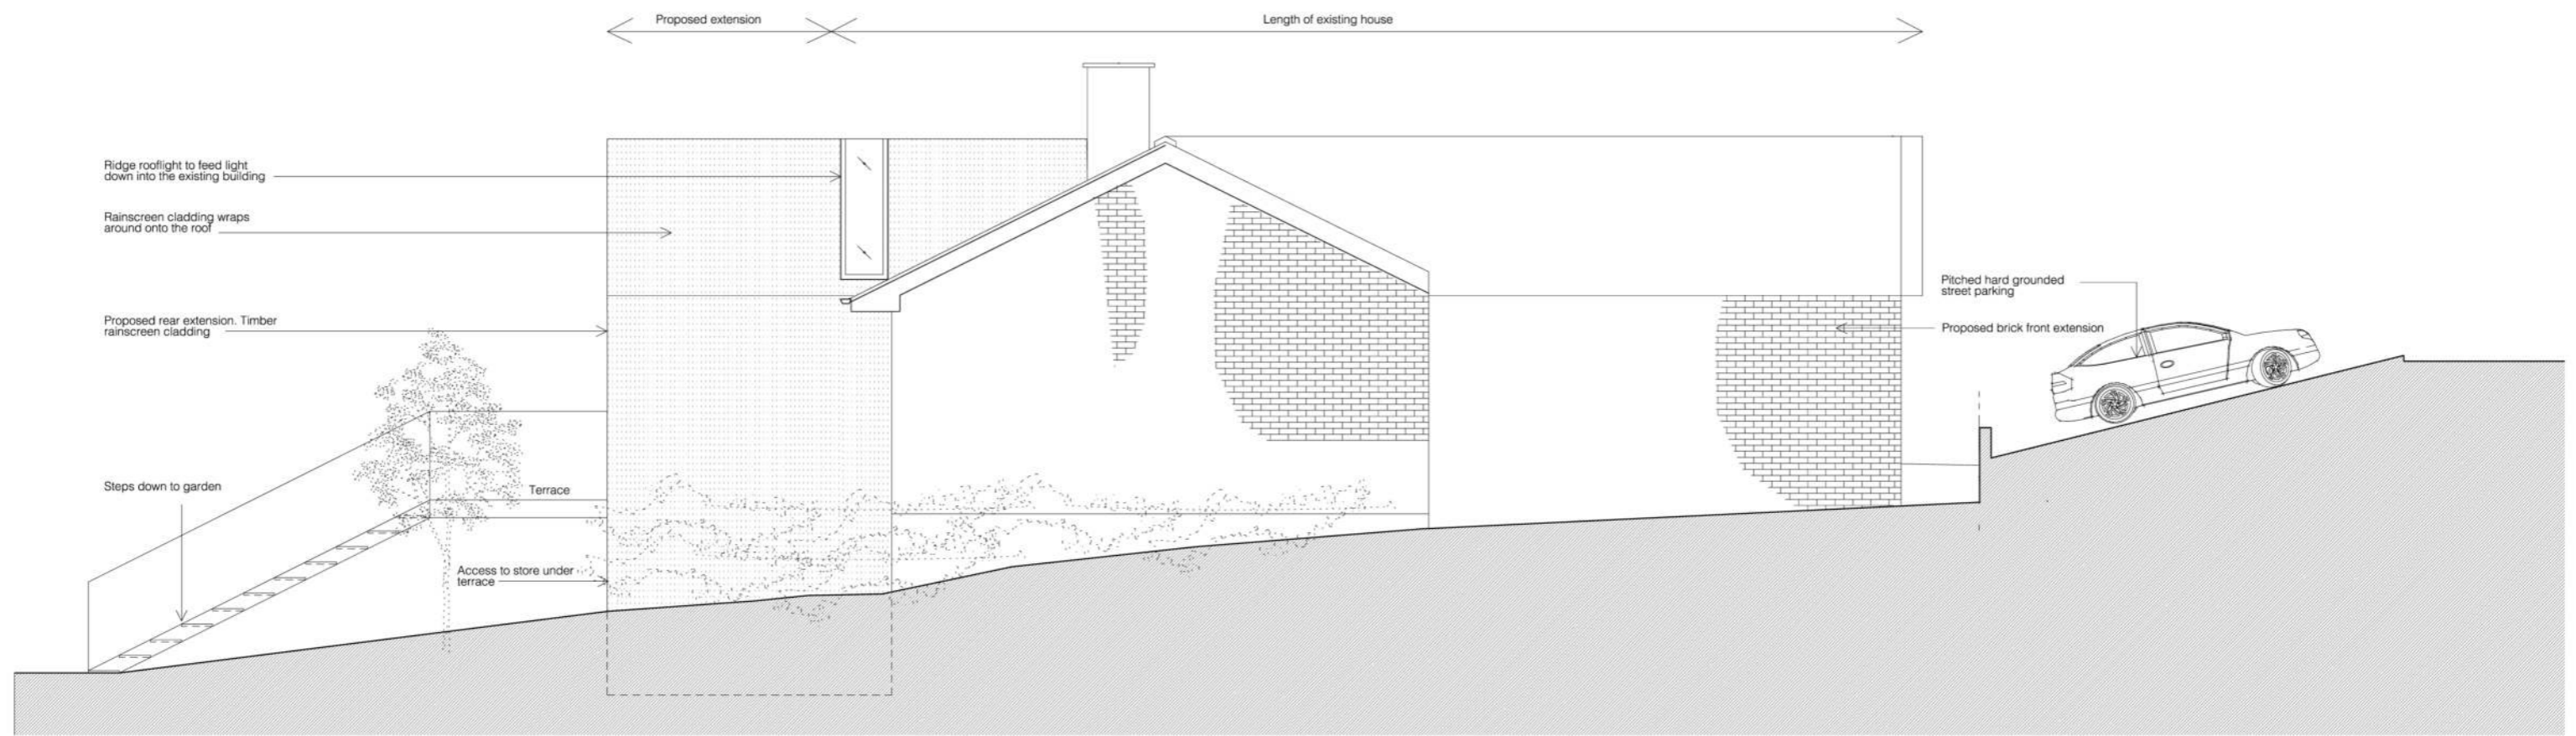 Proposed extension
Length of existing house
Ridge rooflight to feed light
down into the existing building
Rainscreen cladding wraps
around onto the roof
Proposed rear extension. Timber
rainscreen cladding
Steps down to garden
Terrace
Access to store under
terrace
Pitched hard grounded
street parking
Proposed brick front extension